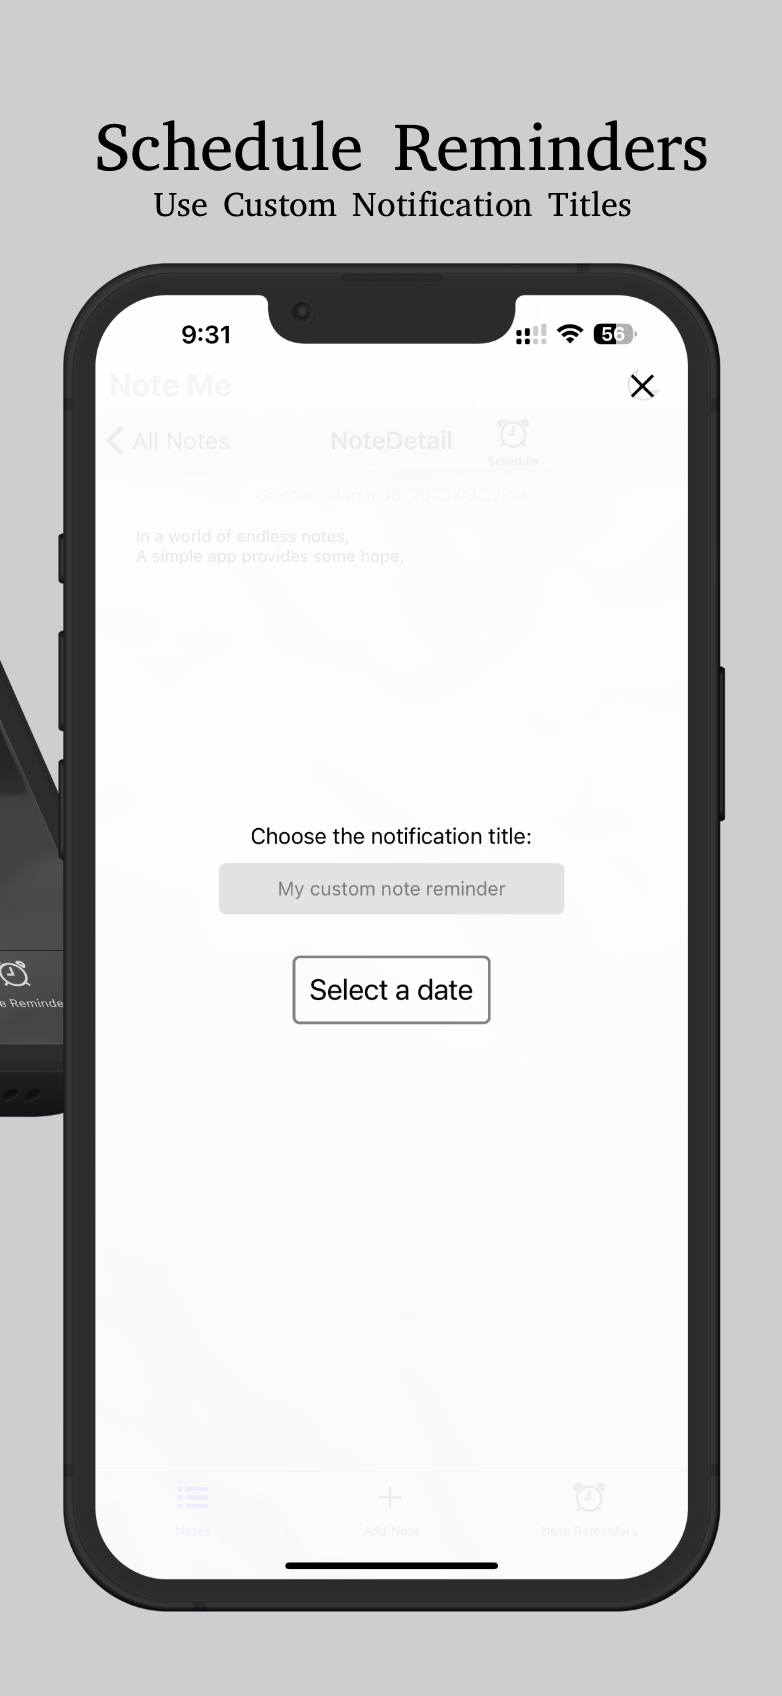 Schedule Reminders
Use Custom Notification Titles
9:31
56
Note Me
All Notes
NoteDetail
Schedule
Created: March 08, 2023 09:22PM
In a world of endless notes,
A simple app provides some hope,
Choose the notification title:
My custom note reminder
Select a date
e Reminde
Notes
Add Note
Note Reminders